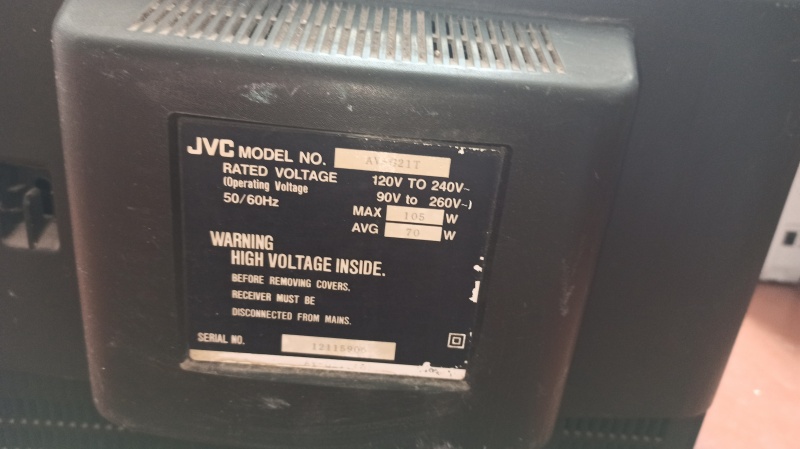 JVC MODEL NO. AV-G21T
RATED VOLTAGE 120V TO 240V~
(Operating Voltage 90V to 260V~)
50/60Hz
MAX 105 W
AVG 70 W
WARNING
HIGH VOLTAGE INSIDE.
BEFORE REMOVING COVERS.
RECEIVER MUST BE
DISCONNECTED FROM MAINS.
SERIAL NO.